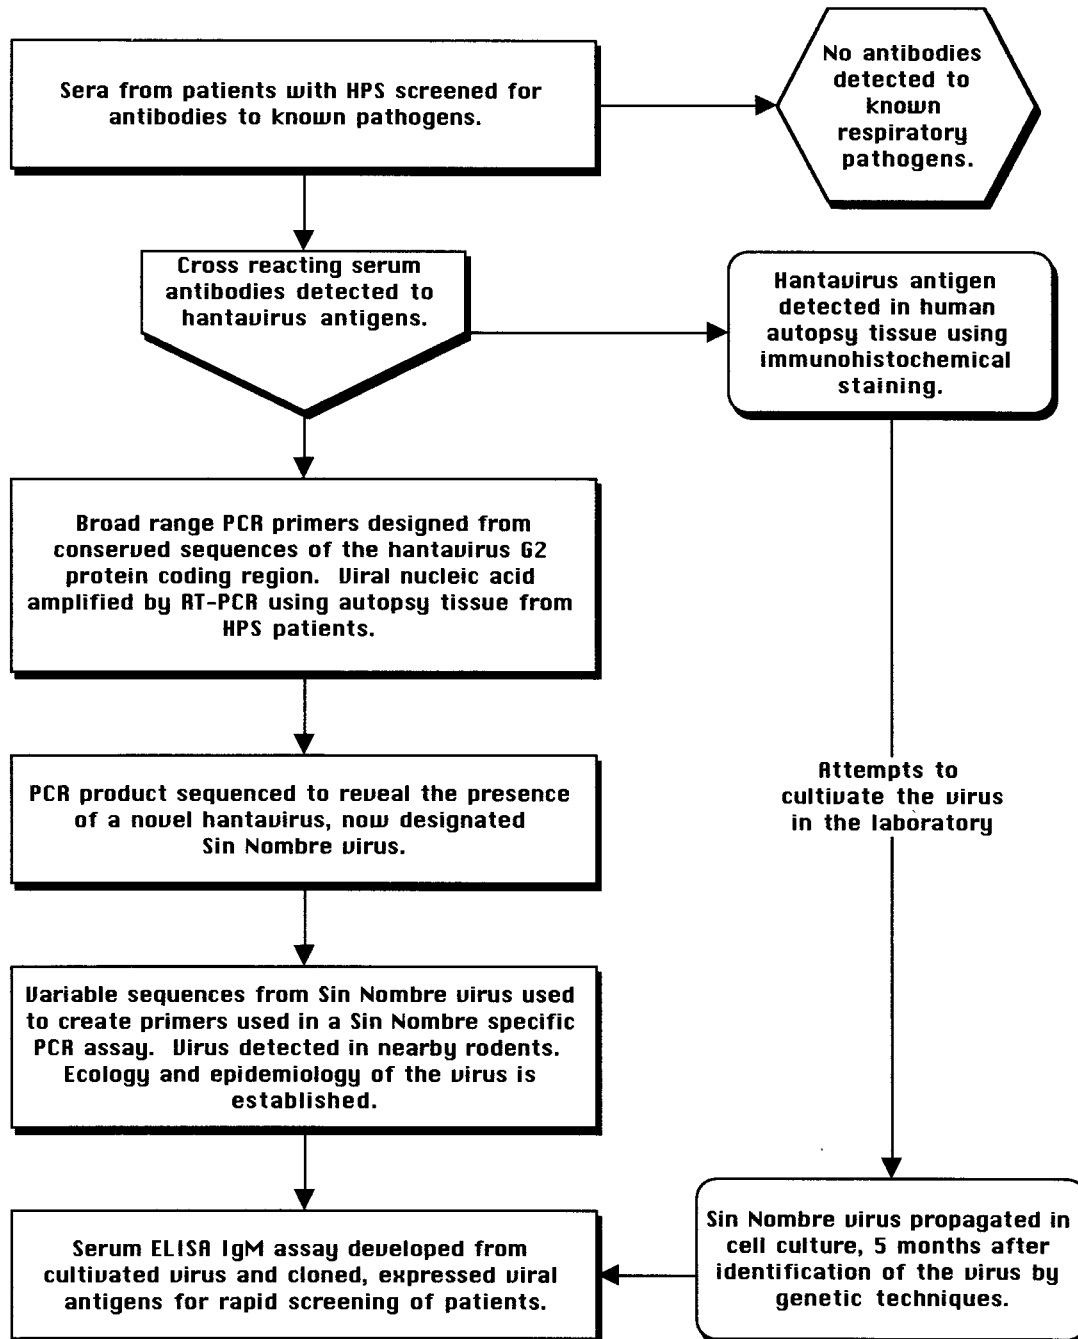 Sera from patients with HPS screened for
antibodies to known pathogens.
No antibodies
detected to
known
respiratory
pathogens.
Cross reacting serum
antibodies detected to
hantavirus antigens.
Hantavirus antigen
detected in human
autopsy tissue using
immunohistochemical
staining.
Broad range PCR primers designed from
conserved sequences of the hantavirus G2
protein coding region. Viral nucleic acid
amplified by RT-PCR using autopsy tissue from
HPS patients.
PCR product sequenced to reveal the presence
of a novel hantavirus, now designated
Sin Nombre virus.
Attempts to
cultivate the virus
in the laboratory
Variable sequences from Sin Nombre virus used
to create primers used in a Sin Nombre specific
PCR assay. Virus detected in nearby rodents.
Ecology and epidemiology of the virus is
established.
Serum ELISA IgM assay developed from
cultivated virus and cloned, expressed viral
antigens for rapid screening of patients.
Sin Nombre virus propagated in
cell culture, 5 months after
identification of the virus by
genetic techniques.